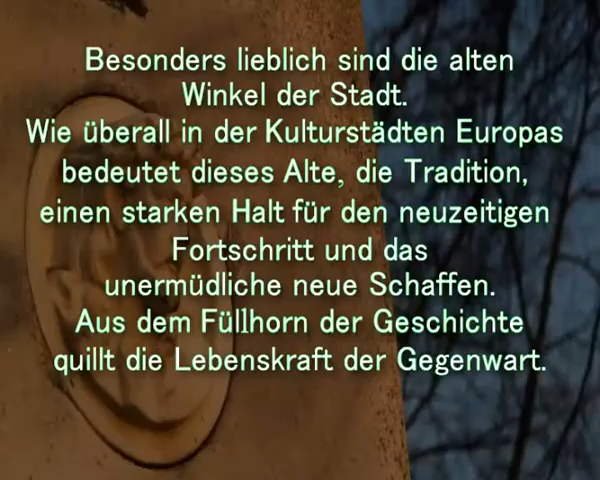 Besonders lieblich sind die alten
Winkel der Stadt.
Wie überall in der Kulturstädten Europas
bedeutet dieses Alte, die Tradition,
einen starken Halt für den neuzeitigen
Fortschritt und das
unermüdliche neue Schaffen.
Aus dem Füllhorn der Geschichte
quillt die Lebenskraft der Gegenwart.